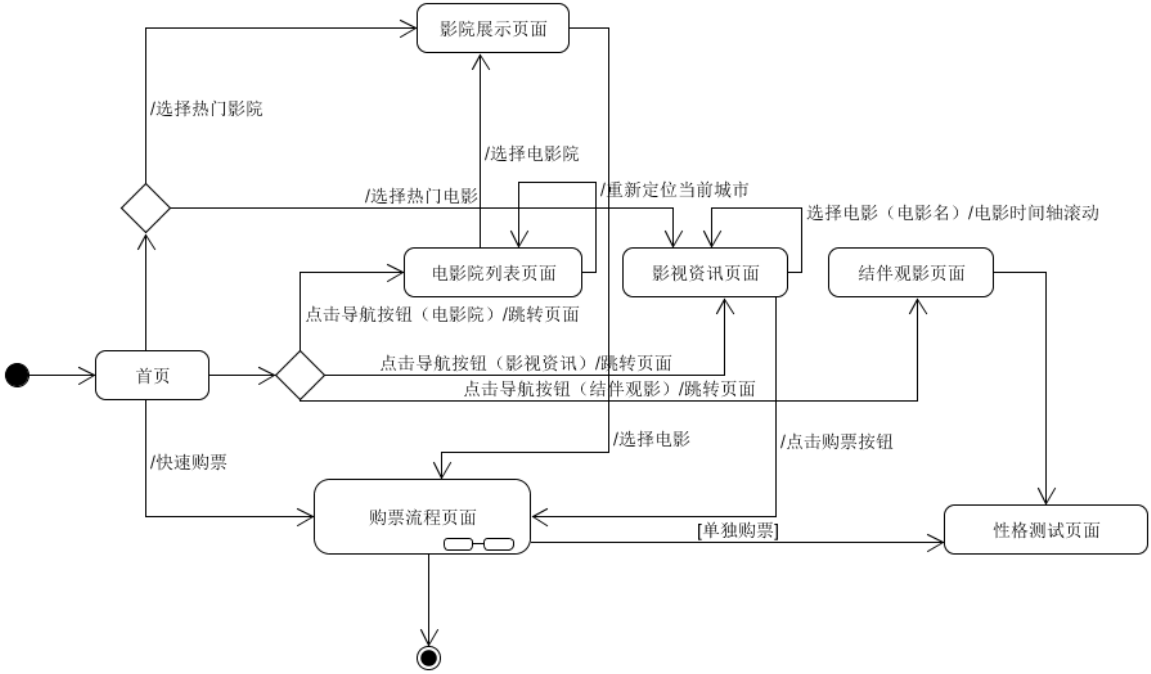 影院展示页面
/选择热门影院
/选择电影院
/选择热门电影
/重新定位当前城市
选择电影（电影名）/电影时间轴滚动
电影院列表页面
影视资讯页面
结伴观影页面
点击导航按钮（电影院）/跳转页面
点击导航按钮（影视资讯）/跳转页面
首页
点击导航按钮（结伴观影）/跳转页面
/选择电影
/点击购票按钮
/快速购票
购票流程页面
[单独购票]
性格测试页面